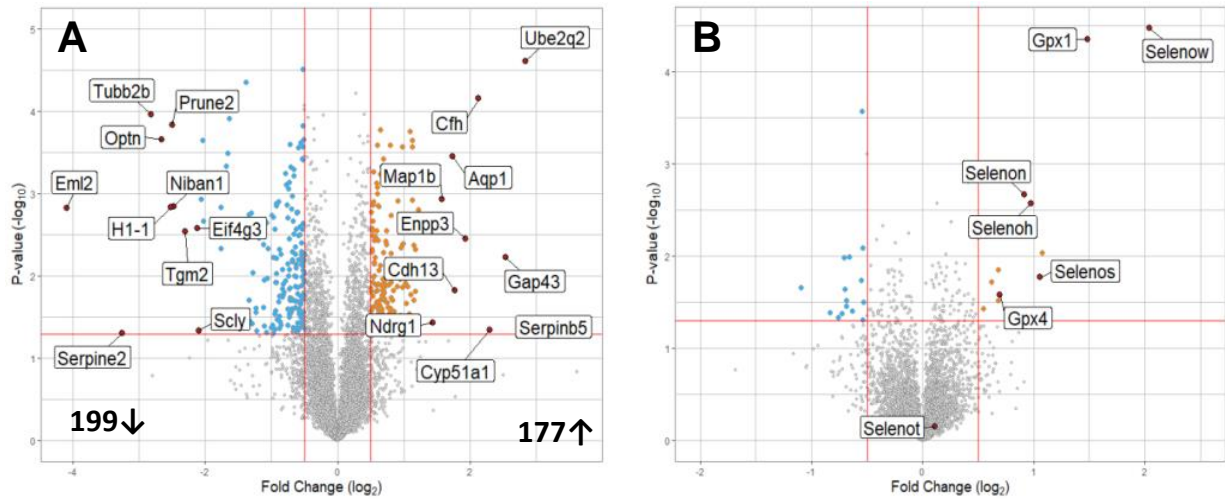 A
Ube2q2
Tubb2b
Prune2
Cfh
Optn
Aqp1
Map1b
Eml2
Niban1
Enpp3
H1-1
Eif4g3
Cdh13
Tgm2
Gap43
Scly
Ndrg1
Serpinb5
Serpine2
Cyp51a1
199↓
177↑
5
4
3
2
1
0
P-value (-log10)
-4
-2
0
2
Fold Change (log2)
B
Gpx1
Selenow
Selenon
Selenoh
Selenos
Gpx4
Selenot
4
3
2
1
0
P-value (-log10)
-2
-1
0
1
2
Fold Change (log2)